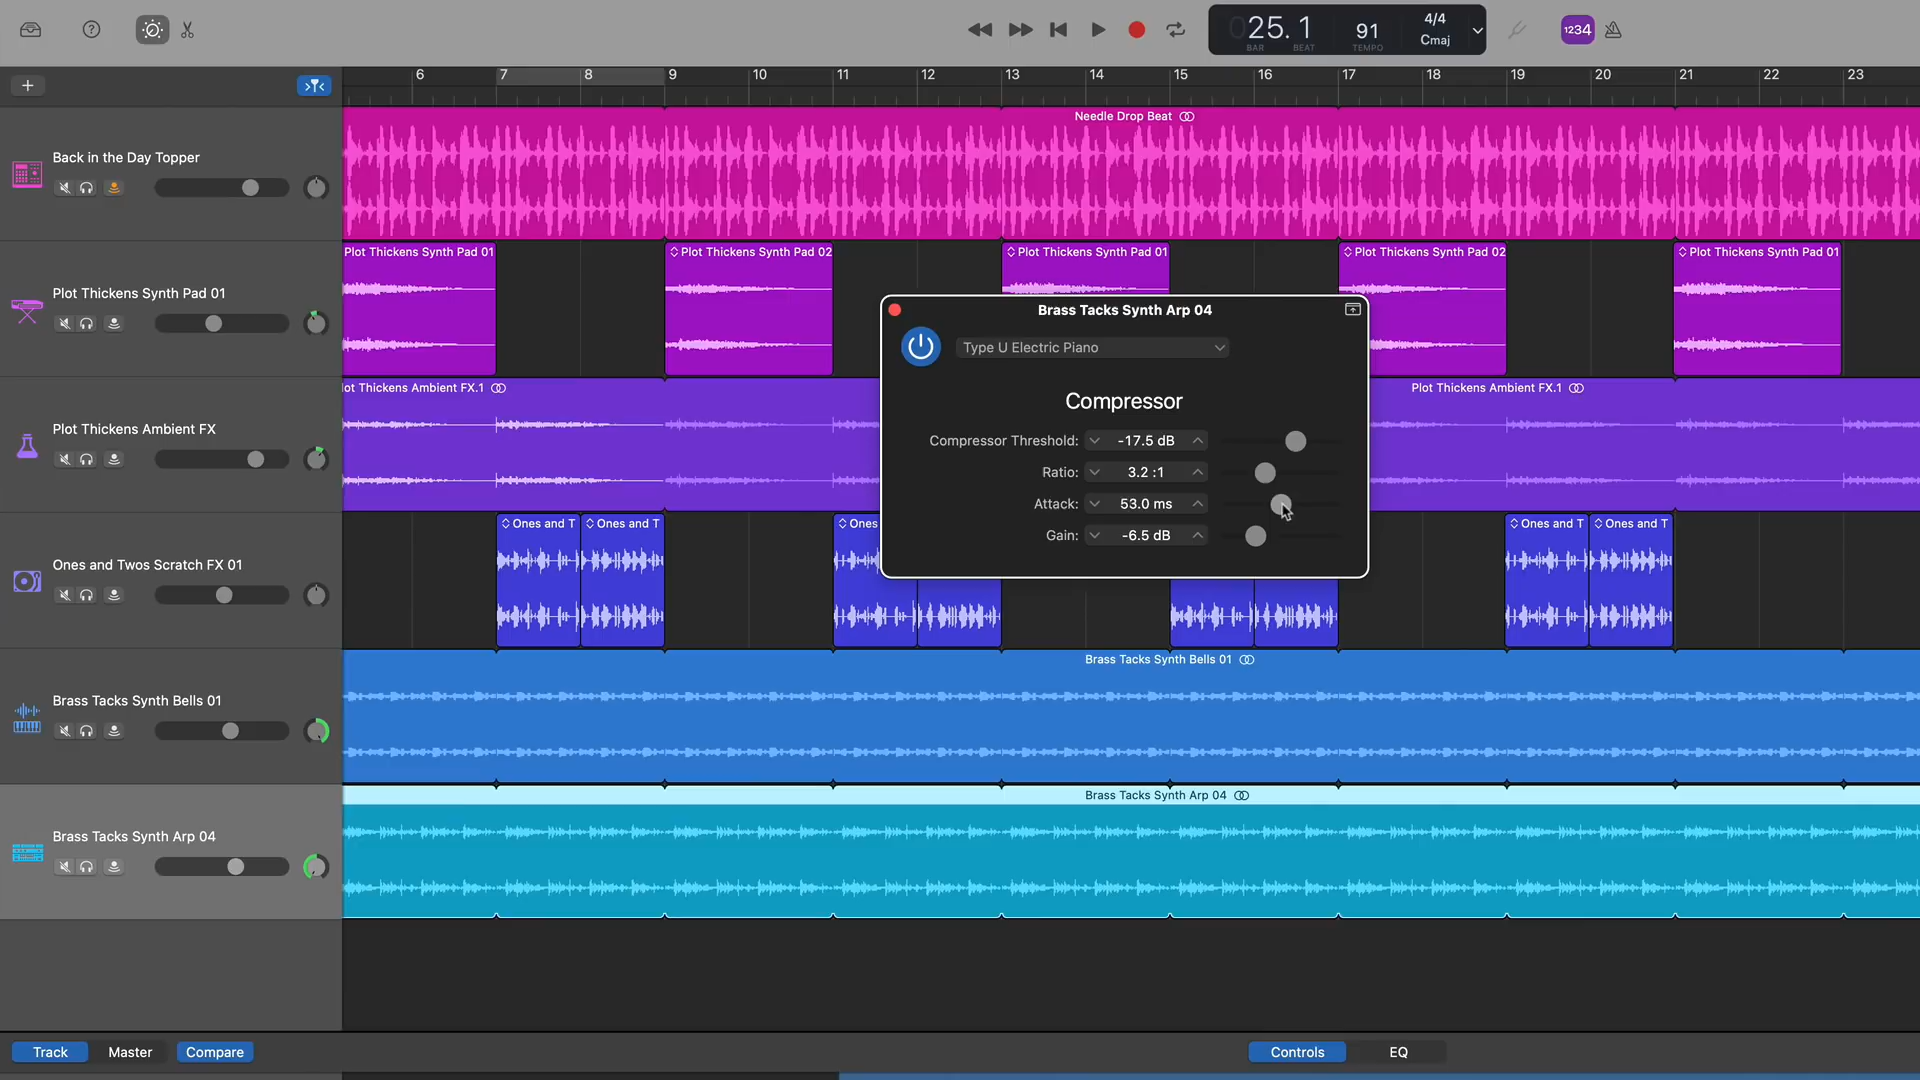 025. 1
BAR BEAT
91
TEMPO
4/4
Cmaj
1234
6 7 8 9 10 11 12 13 14 15 16 17 18 19 20 21 22 23
Needle Drop Beat
Back in the Day Topper
Plot Thickens Synth Pad 01
Plot Thickens Synth Pad 02
Plot Thickens Synth Pad 01
Plot Thickens Synth Pad 02
Plot Thickens Synth Pad 01
Plot Thickens Synth Pad 01
Brass Tacks Synth Arp 04
Type U Electric Piano
lot Thickens Ambient FX.1
Plot Thickens Ambient FX.1
Plot Thickens Ambient FX
Compressor
Compressor Threshold: -17.5 dB
Ratio: 3.2 :1
Attack: 53.0 ms
Gain: -6.5 dB
Ones and T
Ones and T
Ones
Ones and T
Ones and T
Ones and Twos Scratch FX 01
Brass Tacks Synth Bells 01
Brass Tacks Synth Bells 01
Brass Tacks Synth Arp 04
Brass Tacks Synth Arp 04
Track Master Compare
Controls EQ